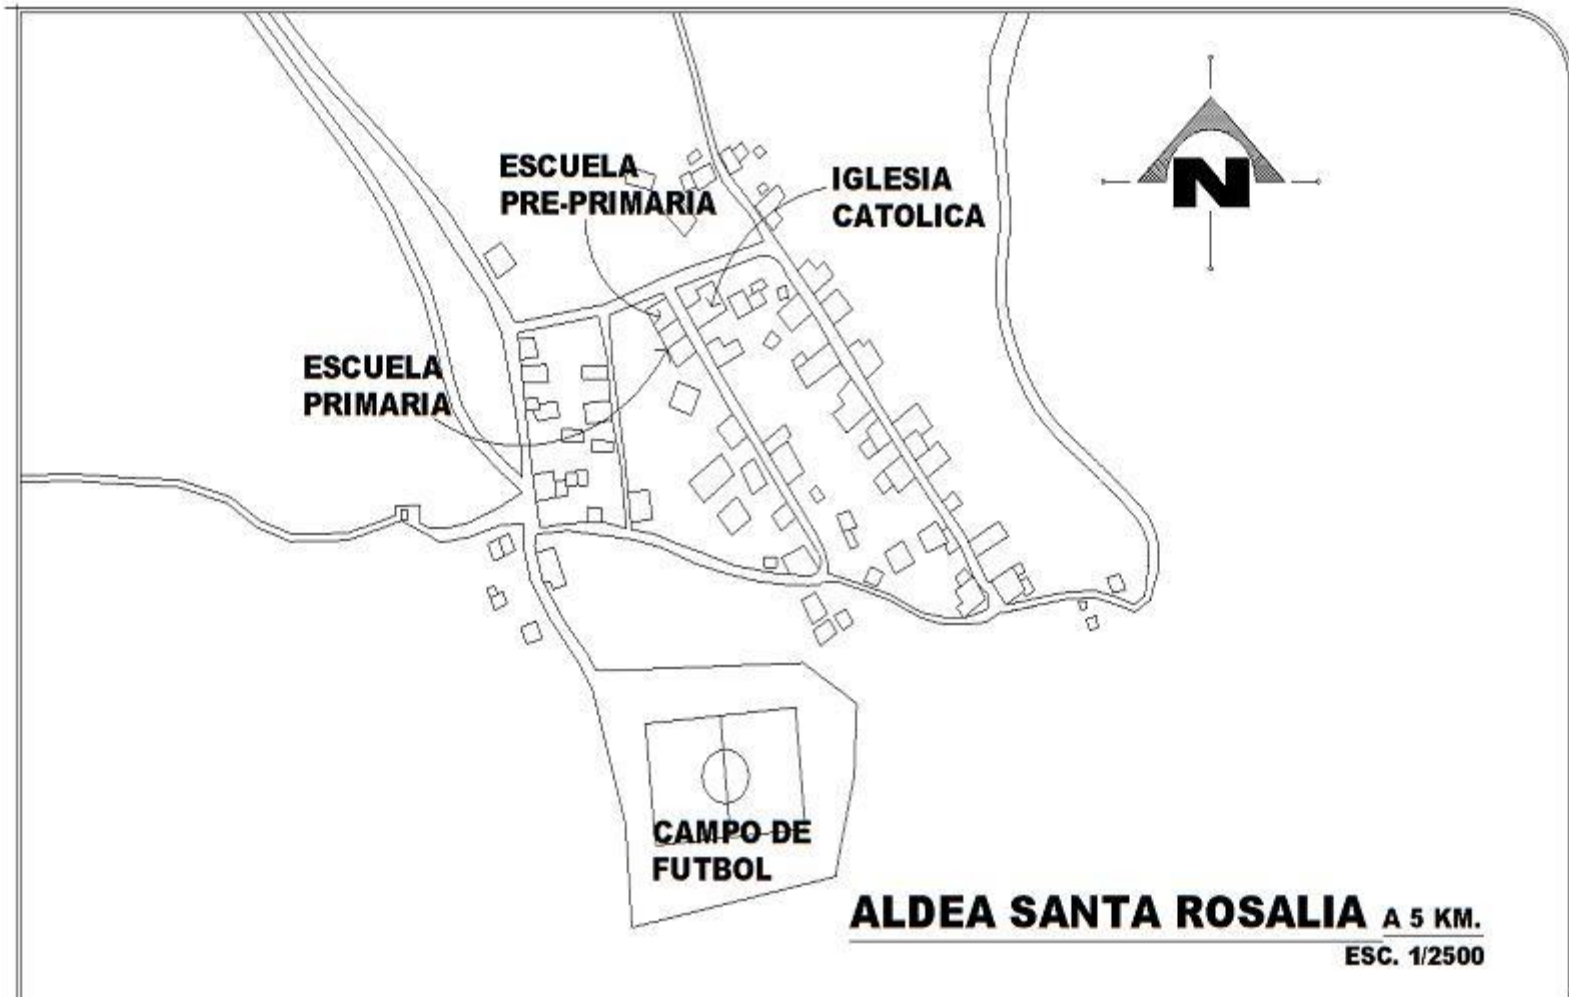 ESCUELA
PRE-PRIMARIA
IGLESIA
CATOLICA
N
ESCUELA
PRIMARIA
CAMPO DE
FUTBOL
ALDEA SANTA ROSALIA A 5 KM.
ESC. 1/2500